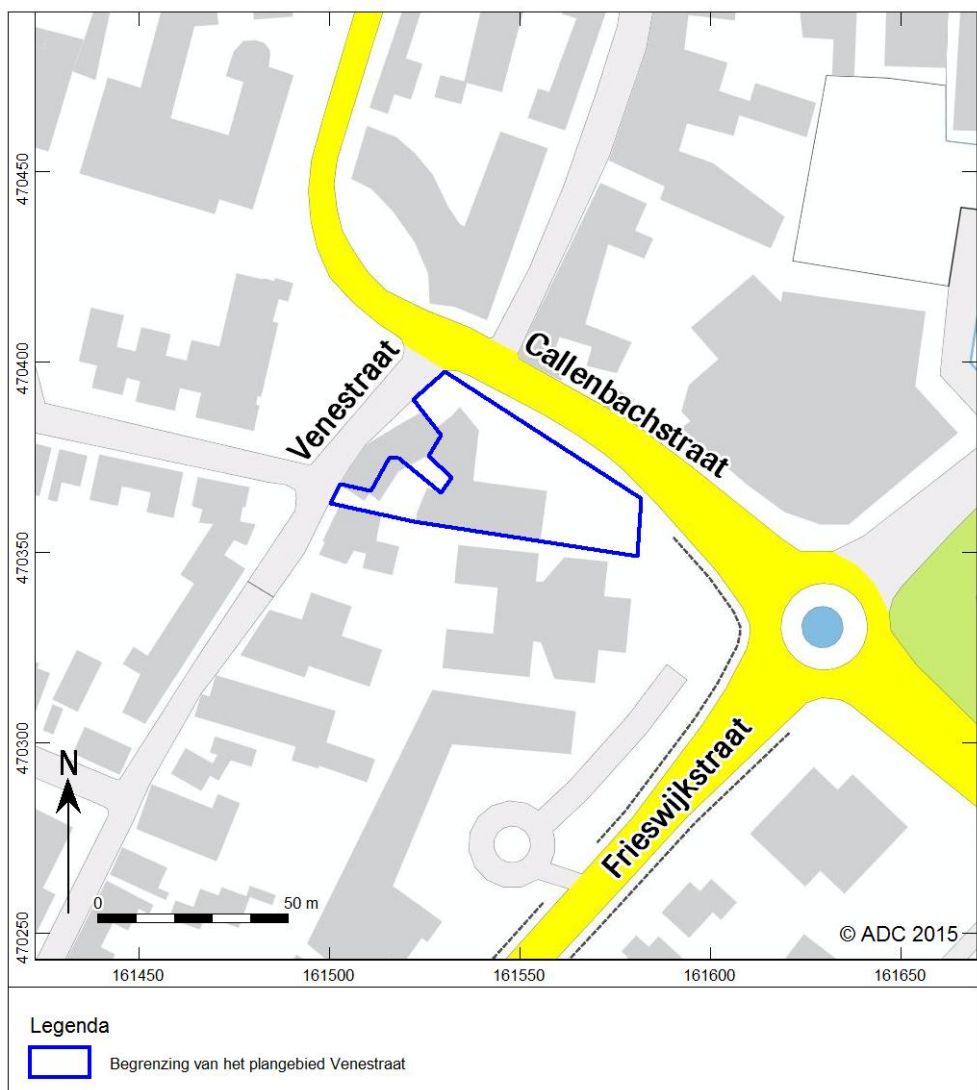 470450
470400
470350
470300
470250
Callenbachstraat
Venestraat
Frieswijkstraat
N
0 50 m
© ADC 2015
161450 161500 161550 161600 161650
Legenda
Begrenzing van het plangebied Venestraat